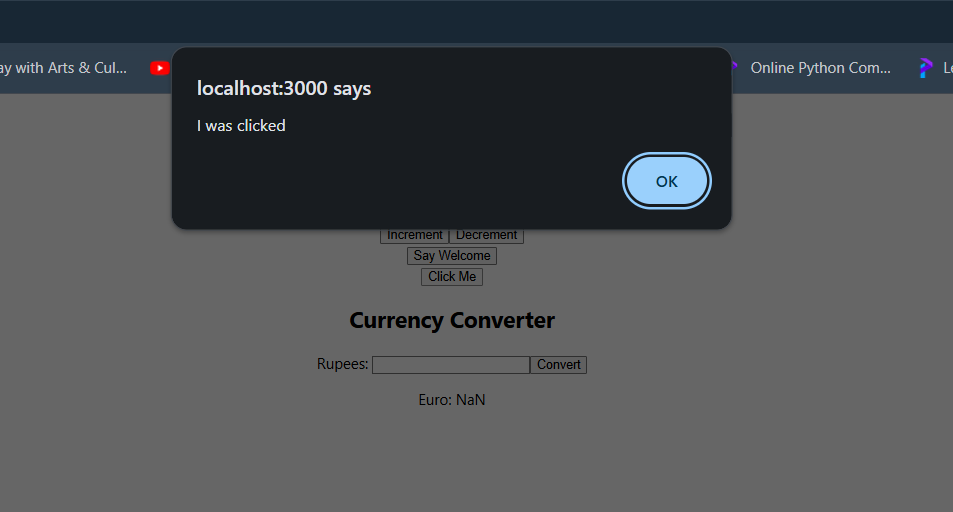 ay with Arts & Cul...
Online Python Com...
Le
localhost:3000 says
I was clicked
OK
Increment Decrement
Say Welcome
Click Me
Currency Converter
Rupees: Convert
Euro: NaN